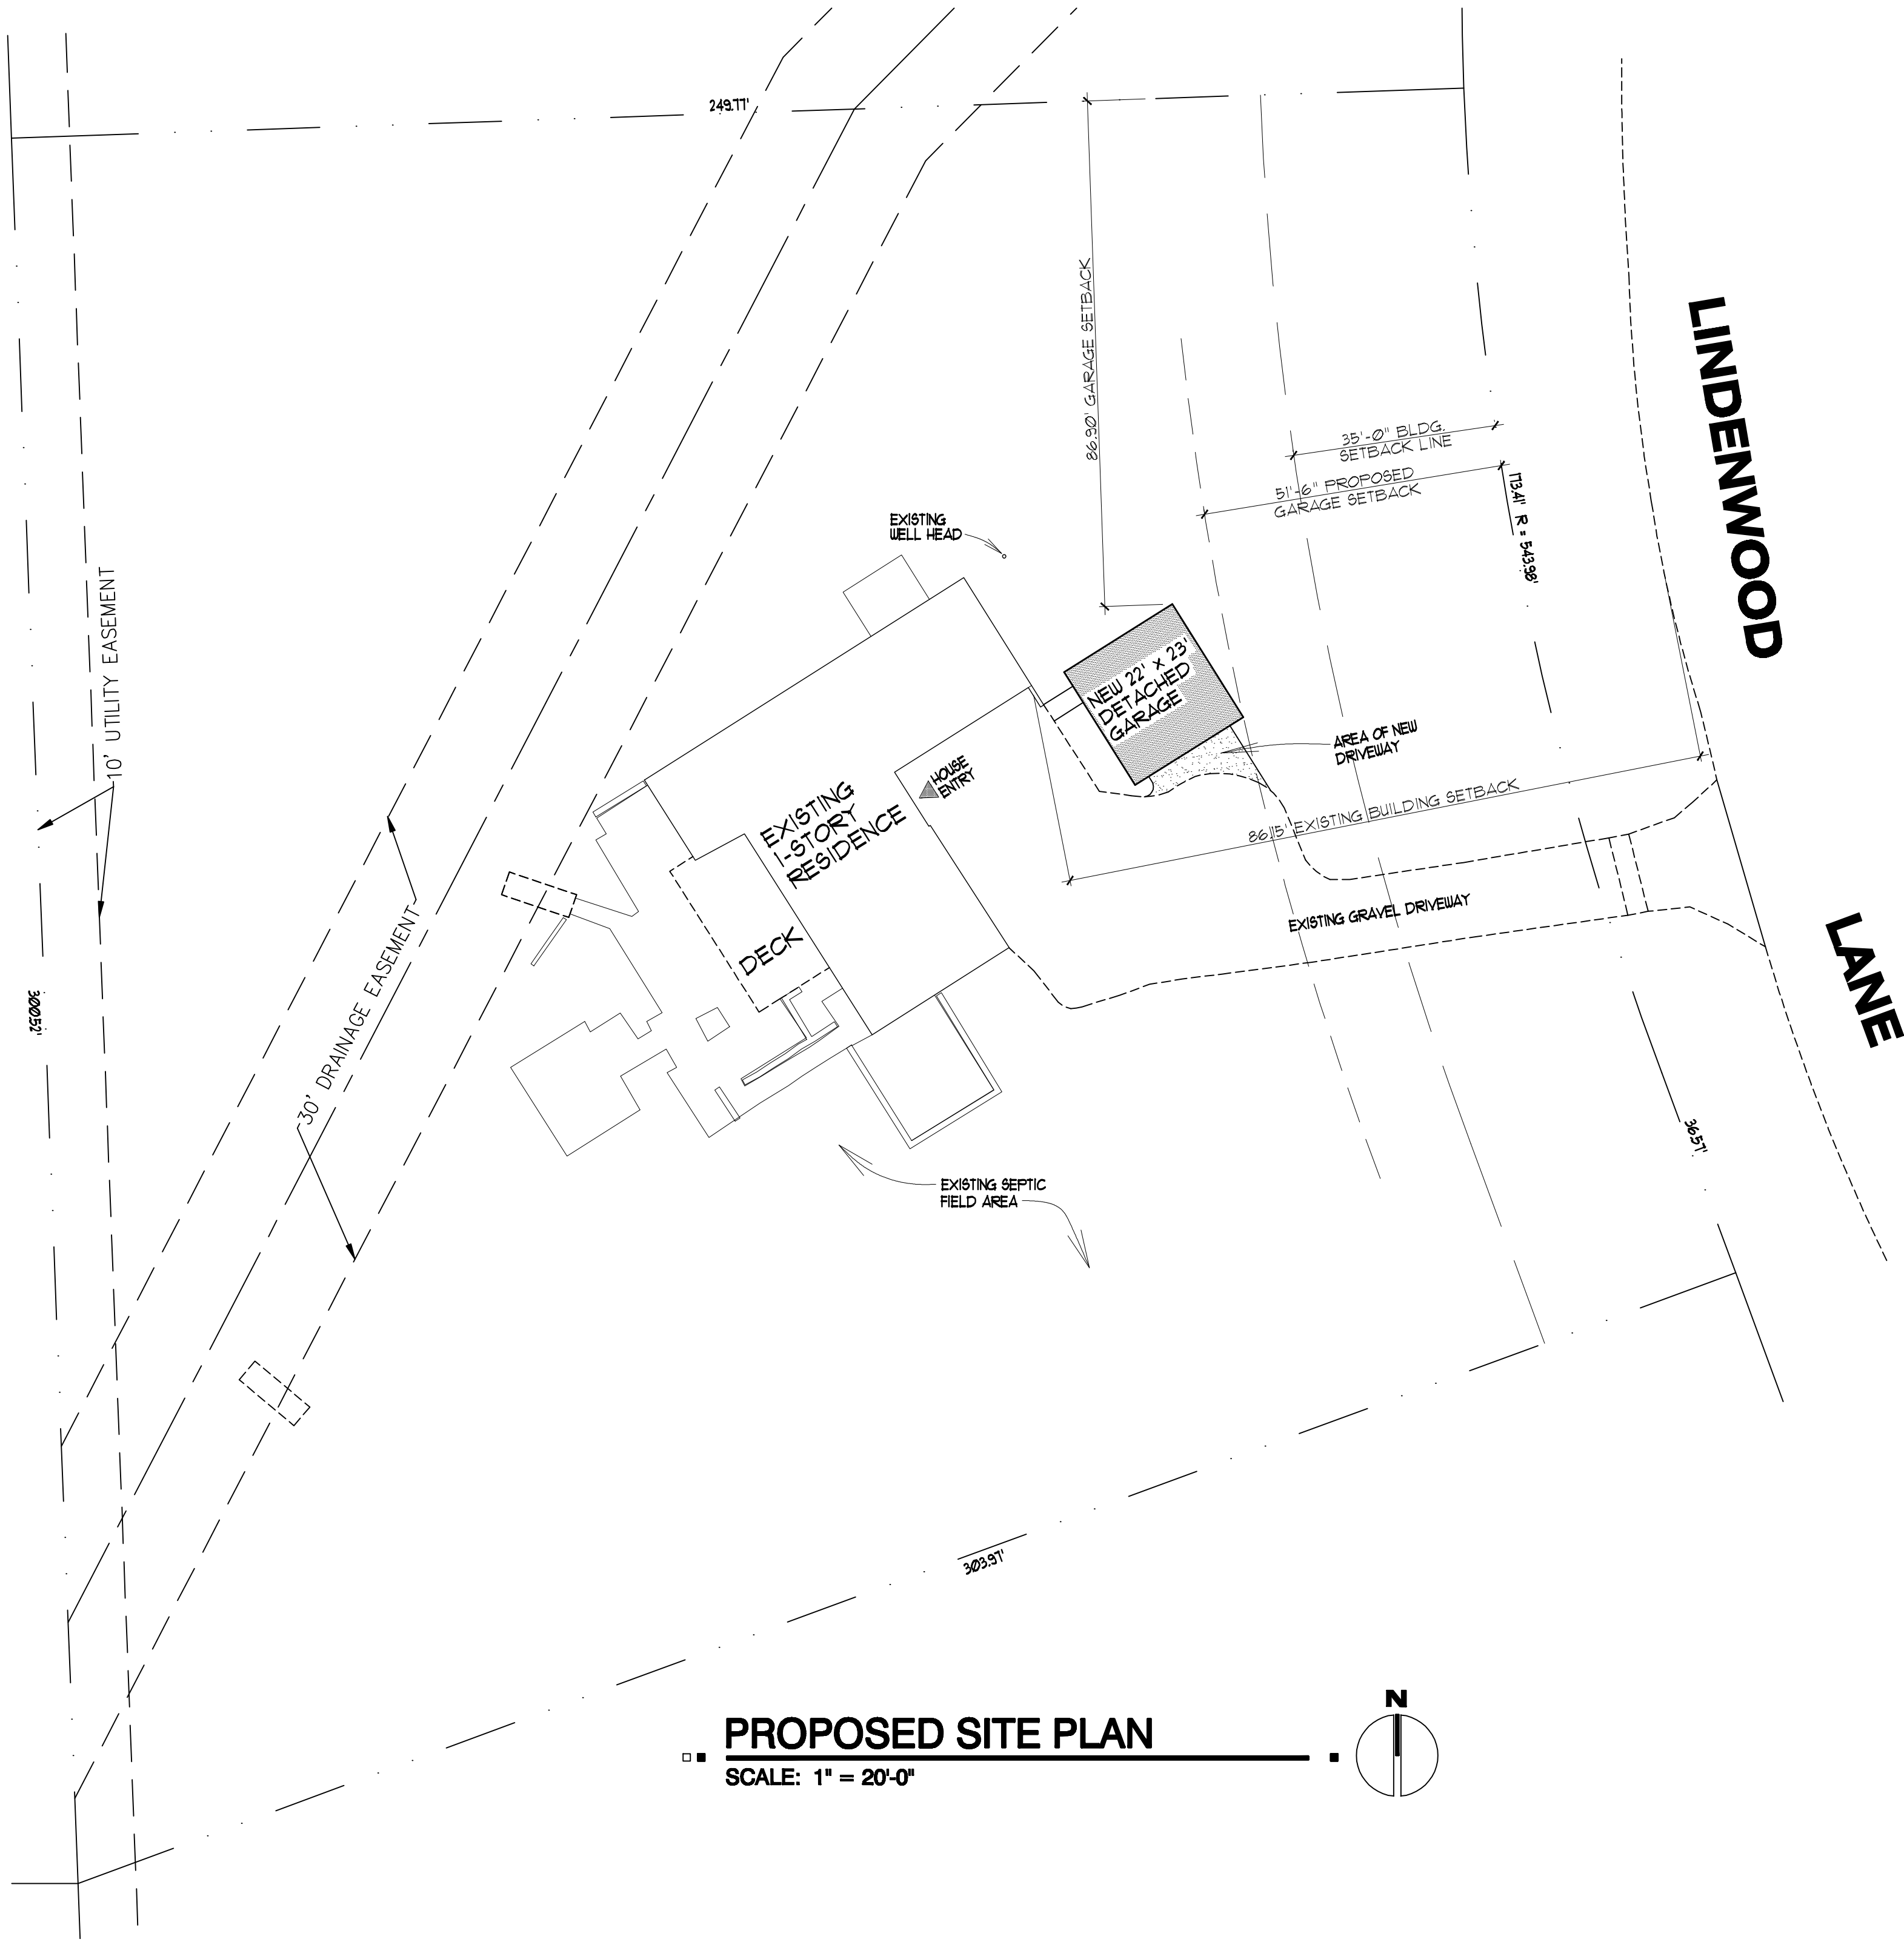 249.77'
86.90' GARAGE SETBACK
LINDENWOOD
LANE
35'-0" BLDG.
SETBACK LINE
51'-6" PROPOSED
GARAGE SETBACK
173.41' R = 543.98'
EXISTING
WELL HEAD
10' UTILITY EASEMENT
NEW 22' x 23'
DETACHED
GARAGE
AREA OF NEW
DRIVEWAY
HOUSE
ENTRY
EXISTING
1-STORY
RESIDENCE
86.15' EXISTING BUILDING SETBACK
EXISTING GRAVEL DRIVEWAY
DECK
30' DRAINAGE EASEMENT
300.52'
36.57'
EXISTING SEPTIC
FIELD AREA
303.97'
PROPOSED SITE PLAN
SCALE: 1" = 20'-0"
N